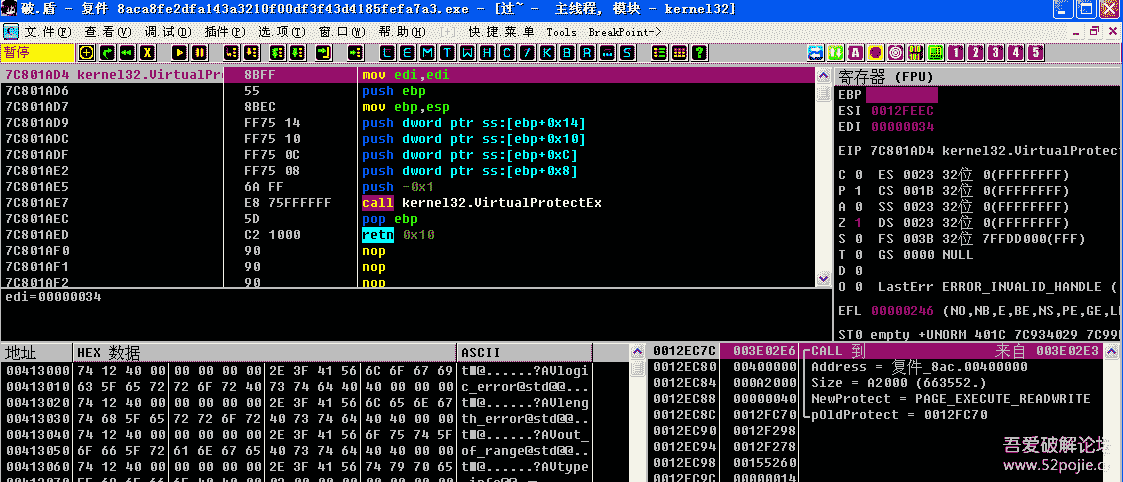 破.盾 - 复件 8aca8fe2dfa143a3210f00df3f43d4185fefa7a3.exe - [过~ - 主线程, 模块 - kernel32]
文件(F) 查看(V) 调试(D) 插件(P) 选项(T) 窗口(W) 帮助(H) [+] 快捷菜单 Tools BreakPoint->
暂停 L E M T W H C / K B R ... S A 1 2 3 4 5
7C801AD4 kernel32.VirtualPr 8BFF mov edi,edi
7C801AD6 55 push ebp
7C801AD7 8BEC mov ebp,esp
7C801AD9 FF75 14 push dword ptr ss:[ebp+0x14]
7C801ADC FF75 10 push dword ptr ss:[ebp+0x10]
7C801ADF FF75 0C push dword ptr ss:[ebp+0xC]
7C801AE2 FF75 08 push dword ptr ss:[ebp+0x8]
7C801AE5 6A FF push -0x1
7C801AE7 E8 75FFFFFF call kernel32.VirtualProtectEx
7C801AEC 5D pop ebp
7C801AED C2 1000 retn 0x10
7C801AF0 90 nop
7C801AF1 90 nop
7C801AF2 90 nop
edi=00000034
寄存器 (FPU)
EBP
ESI 0012FEEC
EDI 00000034
EIP 7C801AD4 kernel32.VirtualProtec
C 0 ES 0023 32位 0(FFFFFFFF)
P 1 CS 001B 32位 0(FFFFFFFF)
A 0 SS 0023 32位 0(FFFFFFFF)
Z 1 DS 0023 32位 0(FFFFFFFF)
S 0 FS 003B 32位 7FFDD000(FFF)
T 0 GS 0000 NULL
D 0
O 0 LastErr ERROR_INVALID_HANDLE (
EFL 00000246 (NO,NB,E,BE,NS,PE,GE,L
ST0 empty +UNORM 401C 7C934029 7C99
地址 HEX 数据 ASCII
00413000 74 12 40 00 00 00 00 00 2E 3F 41 56 6C 6F 67 69 t■@......?AVlogi
00413010 63 5F 65 72 72 6F 72 40 73 74 64 40 40 00 00 00 c_error@std@@...
00413020 74 12 40 00 00 00 00 00 2E 3F 41 56 6C 65 6E 67 t■@......?AVleng
00413030 74 68 5F 65 72 72 6F 72 40 73 74 64 40 40 00 00 th_error@std@@..
00413040 74 12 40 00 00 00 00 00 2E 3F 41 56 6F 75 74 5F t■@......?AVout_
00413050 6F 66 5F 72 61 6E 67 65 40 73 74 64 40 40 00 00 of_range@std@@..
00413060 74 12 40 00 00 00 00 00 2E 3F 41 56 74 79 70 65 t■@......?AVtype
0012EC7C 003E02E6 CALL 到 来自 003E02E3
0012EC80 00400000 Address = 复件_8ac.00400000
0012EC84 000A2000 Size = A2000 (663552.)
0012EC88 00000040 NewProtect = PAGE_EXECUTE_READWRITE
0012EC8C 0012FC70 pOldProtect = 0012FC70
0012EC90 0012F298
0012EC94 0012F278
0012EC98 00155260
0012EC9C 00000014
吾爱破解论坛
www.52pojie.c